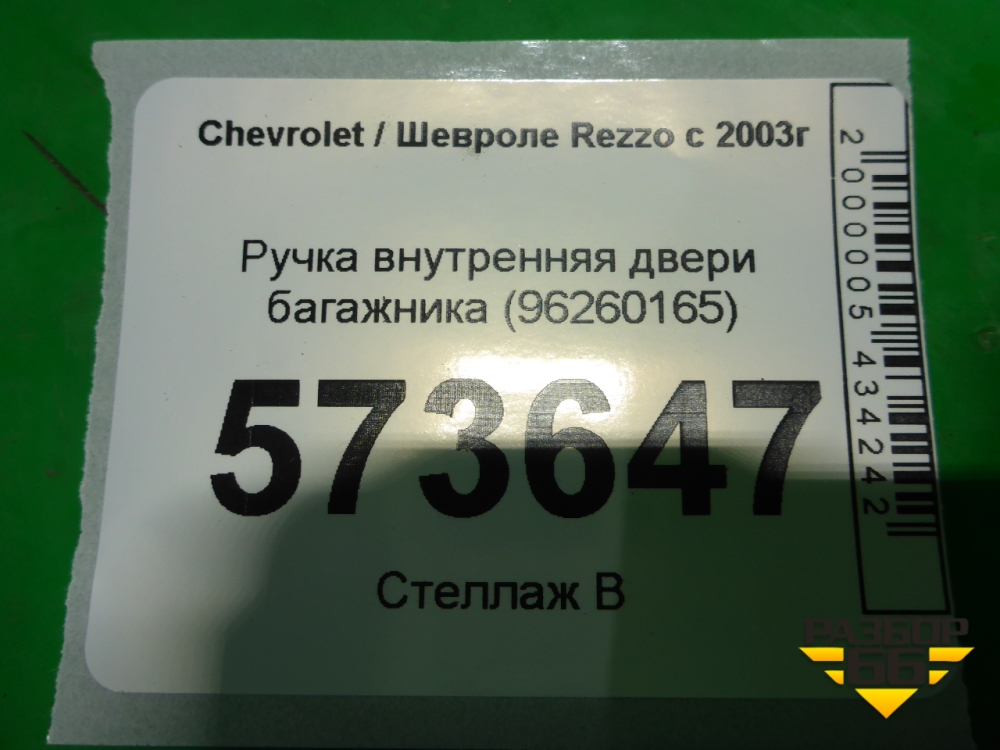 Chevrolet / Шевроле Rezzo с 2003г
Ручка внутренняя двери
багажника (96260165)
573647
Стеллаж В
2000005434242
РАЗБОР
66